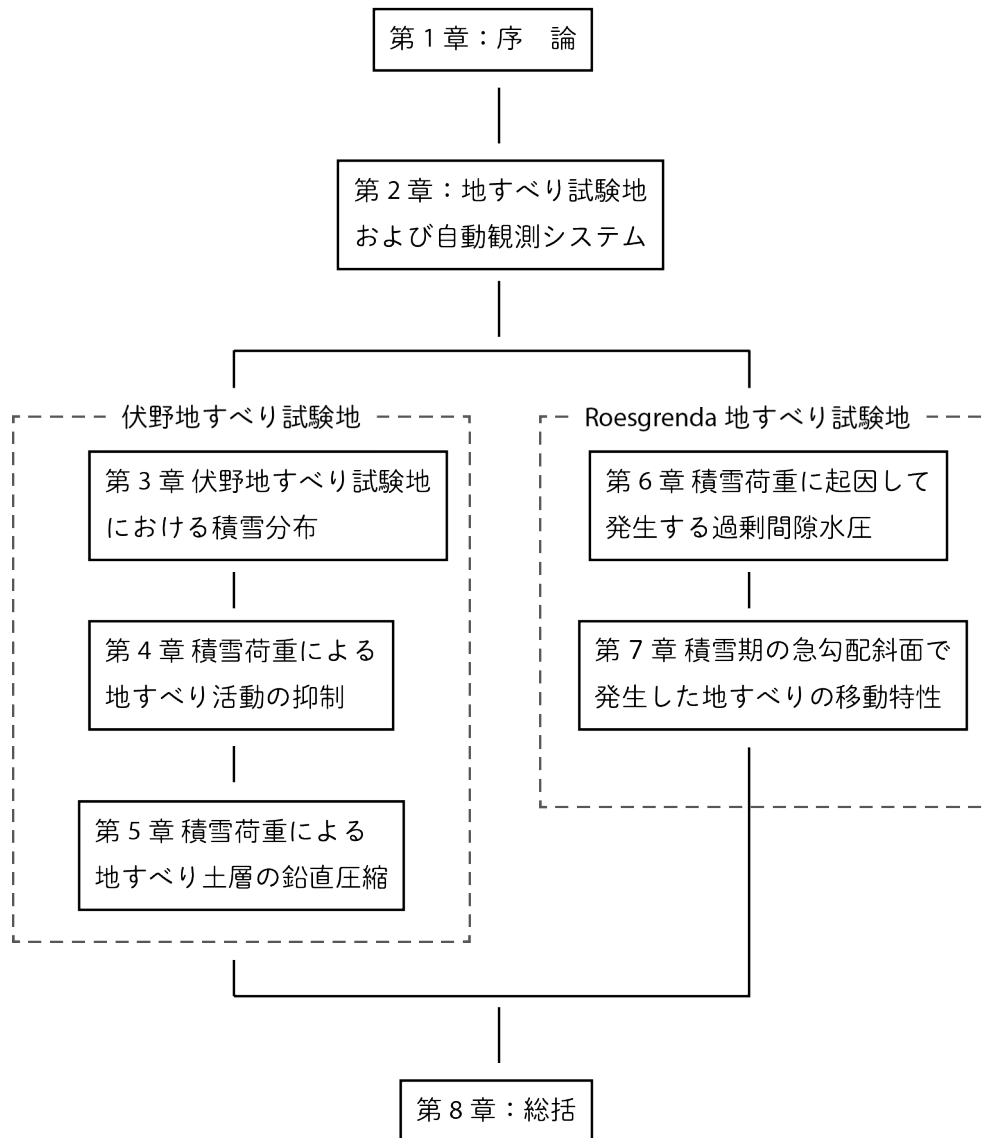 第1章：序　論
第2章：地すべり試験地
および自動観測システム
伏野地すべり試験地
第3章 伏野地すべり試験地
における積雪分布
第4章 積雪荷重による
地すべり活動の抑制
第5章 積雪荷重による
地すべり土層の鉛直圧縮
Roesgrenda 地すべり試験地
第6章 積雪荷重に起因して
発生する過剰間隙水圧
第7章 積雪期の急勾配斜面で
発生した地すべりの移動特性
第8章：総括